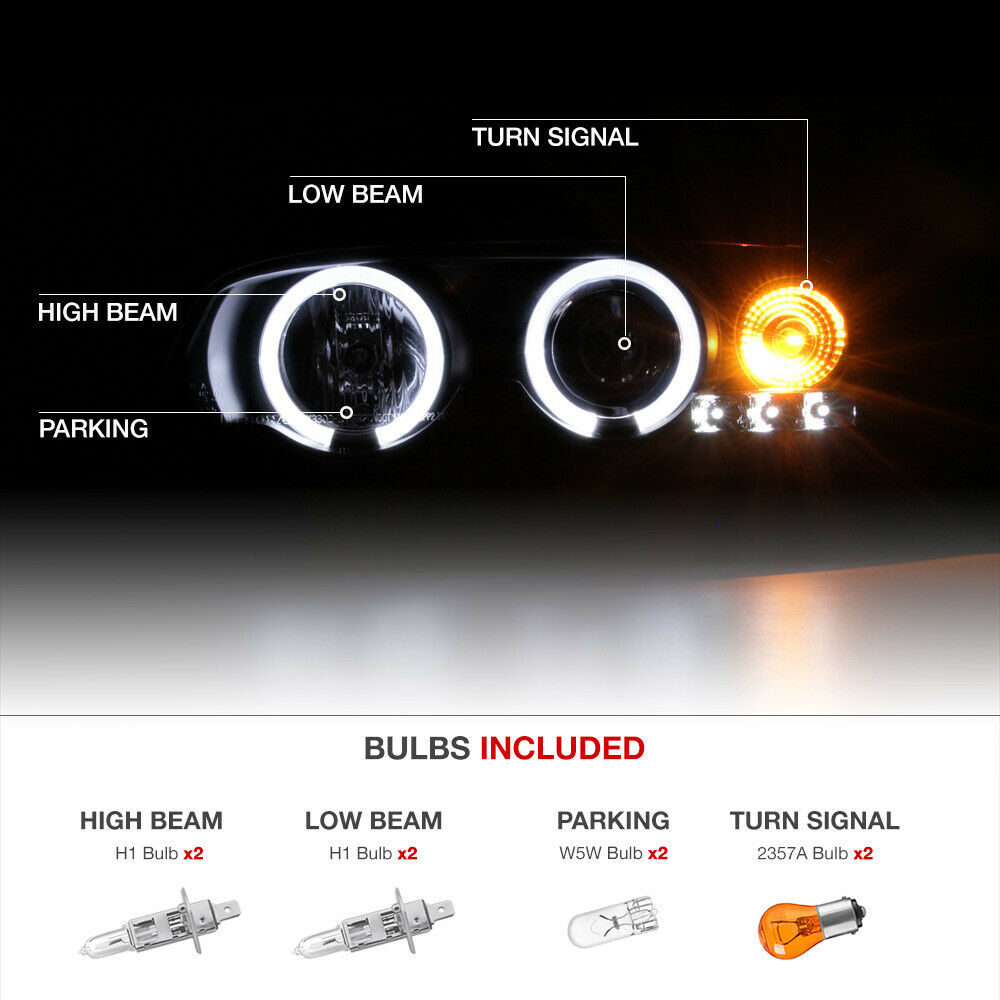 TURN SIGNAL
LOW BEAM
HIGH BEAM
PARKING
BULBS INCLUDED
HIGH BEAM
H1 Bulb x2
LOW BEAM
H1 Bulb x2
PARKING
W5W Bulb x2
TURN SIGNAL
2357A Bulb x2